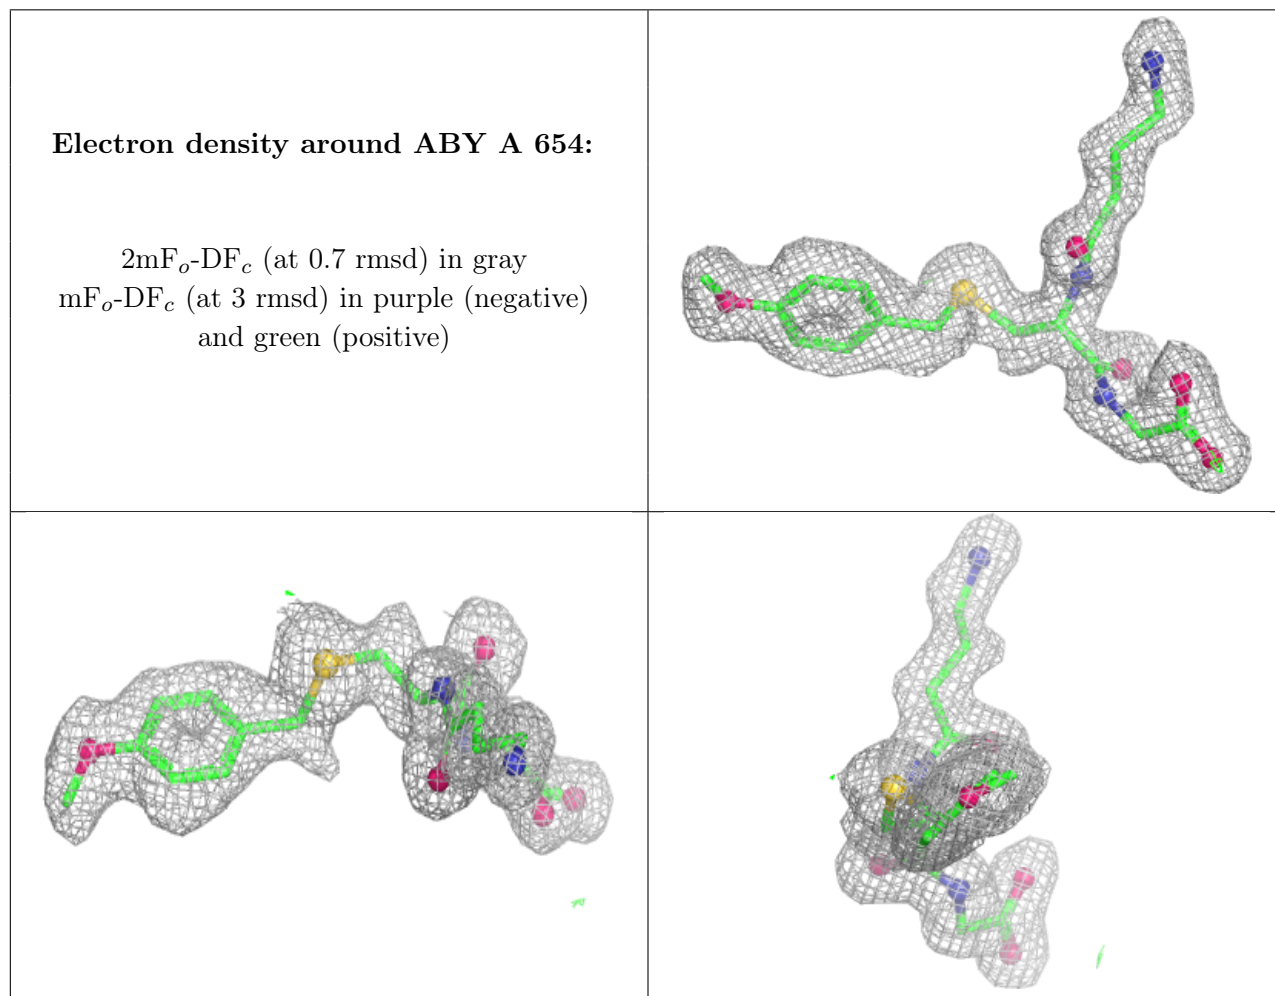 Electron density around ABY A 654:
2mFo-DFc (at 0.7 rmsd) in gray
mFo-DFc (at 3 rmsd) in purple (negative)
and green (positive)